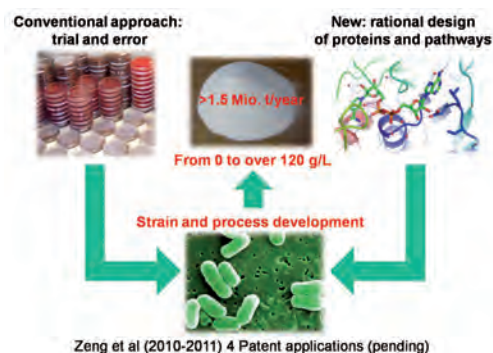 Conventional approach:
trial and error
New: rational design
of proteins and pathways
>1.5 Mio. t/year
From 0 to over 120 g/L
Strain and process development
Zeng et al (2010-2011) 4 Patent applications (pending)